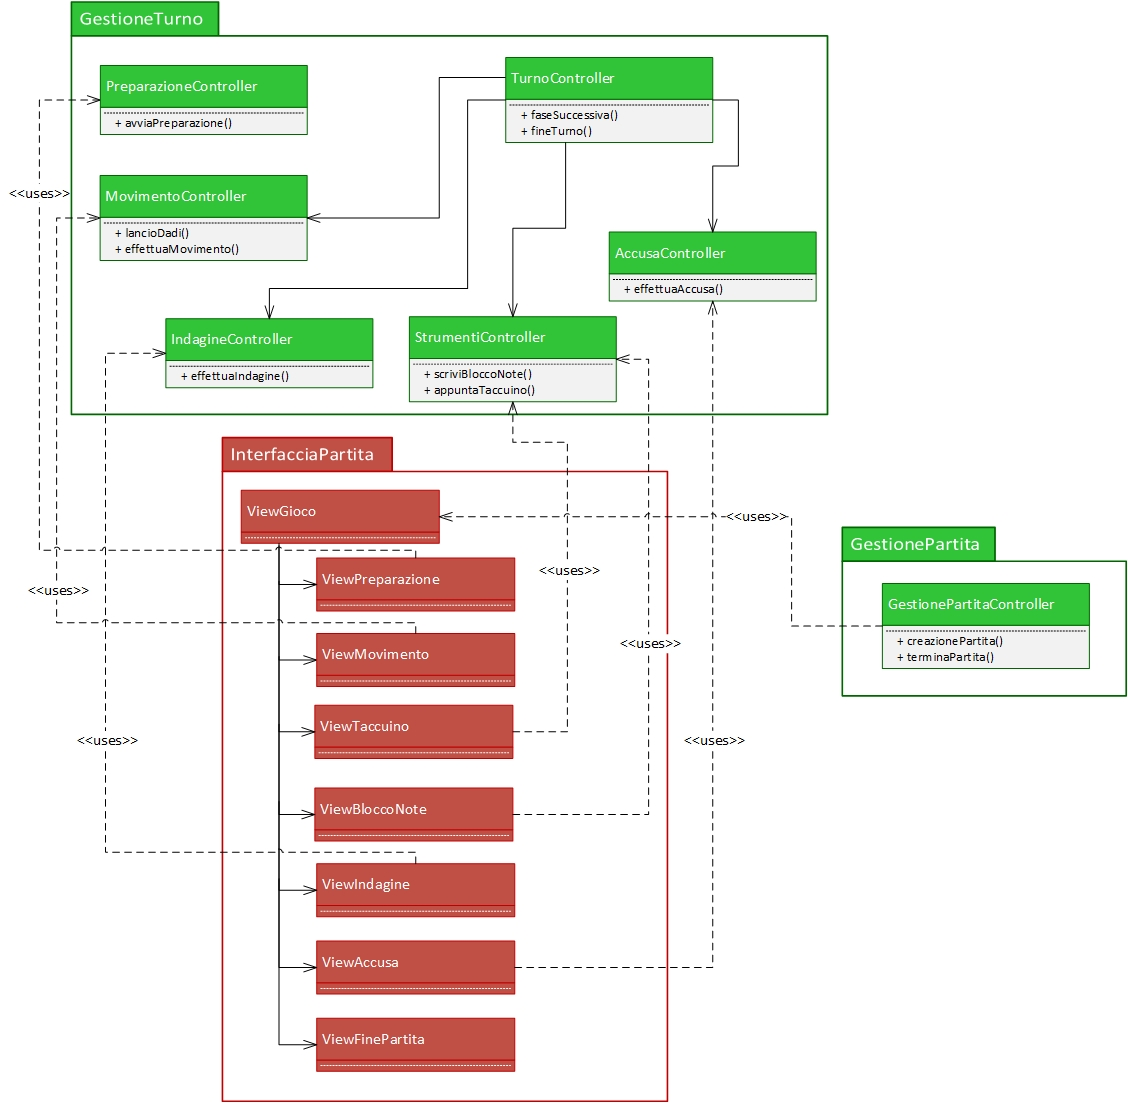 GestioneTurno
PreparazioneController
+ avviaPreparazione()
TurnoController
+ faseSuccessiva()
+ fineTurno()
<<uses>>
MovimentoController
+ lancioDadi()
+ effettuaMovimento()
AccusaController
+ effettuaAccusa()
IndagineController
+ effettuaIndagine()
StrumentiController
+ scriviBloccoNote()
+ appuntaTaccuino()
InterfacciaPartita
ViewGioco
<<uses>>
GestionePartita
GestionePartitaController
+ creazionePartita()
+ terminaPartita()
ViewPreparazione
<<uses>>
<<uses>>
ViewMovimento
<<uses>>
ViewTaccuino
<<uses>>
<<uses>>
ViewBloccoNote
ViewIndagine
ViewAccusa
ViewFinePartita